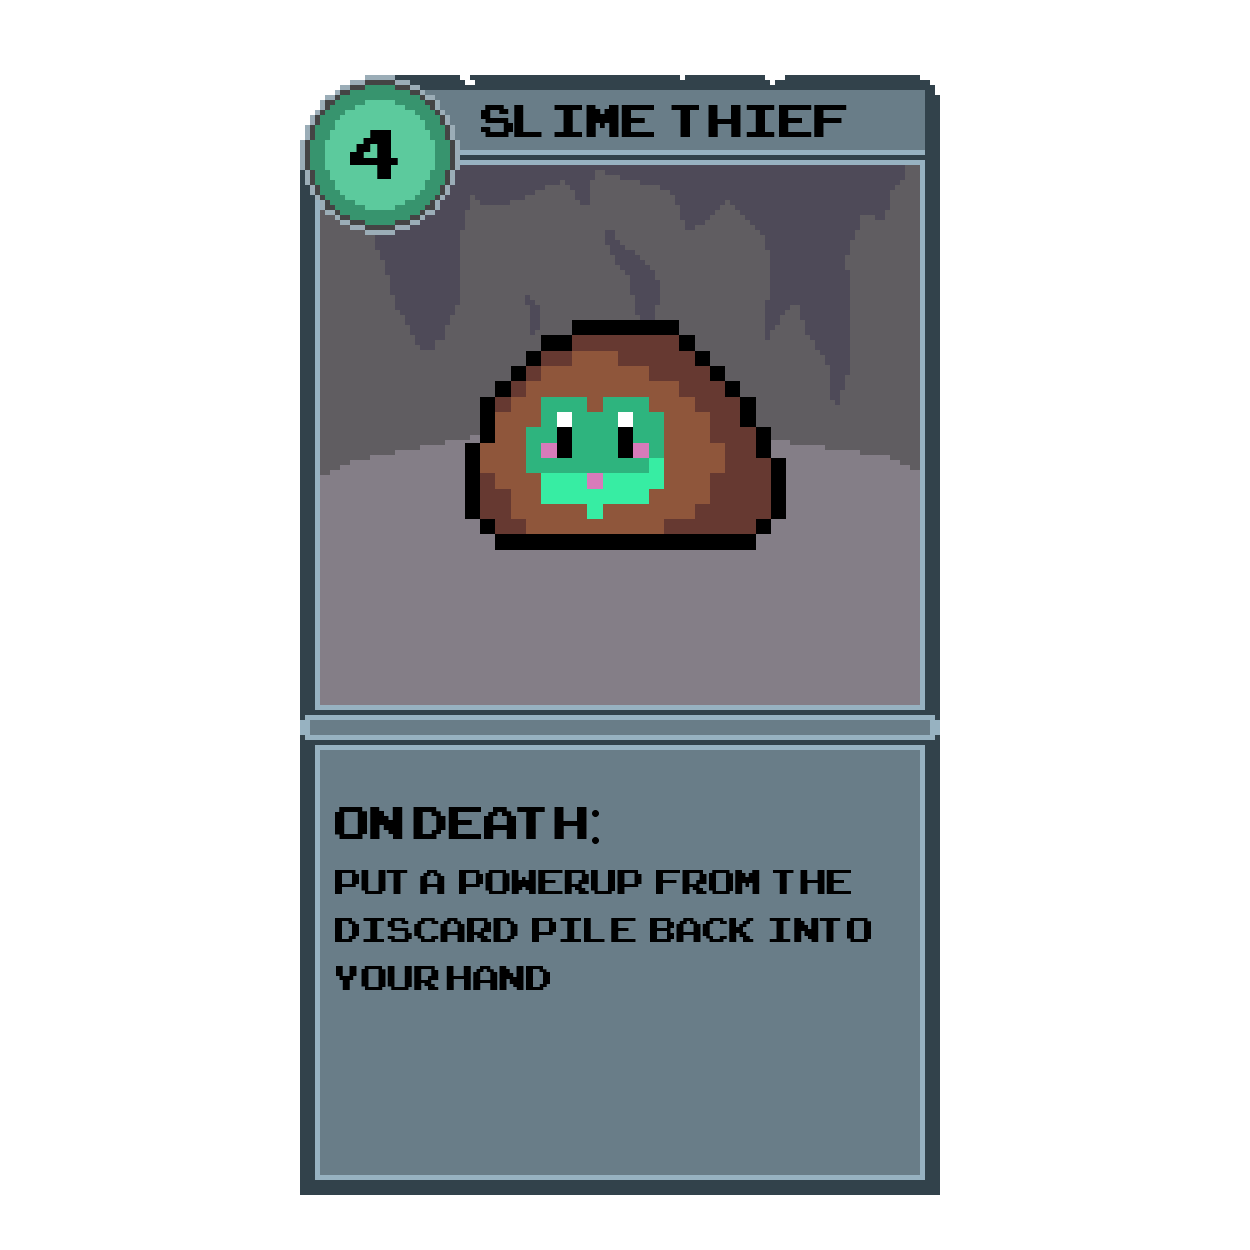 4
SLIME THIEF
ON DEATH:
PUT A POWERUP FROM THE
DISCARD PILE BACK INTO
YOUR HAND